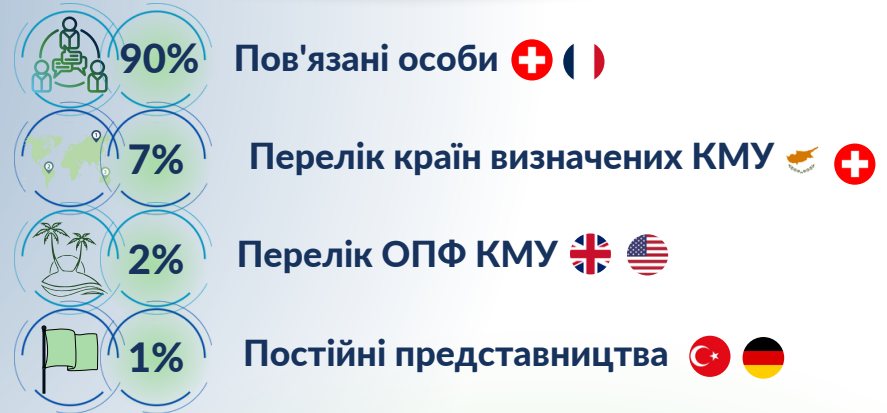 90% Пов'язані особи
7% Перелік країн визначених КМУ
2% Перелік ОПФ КМУ
1% Постійні представництва